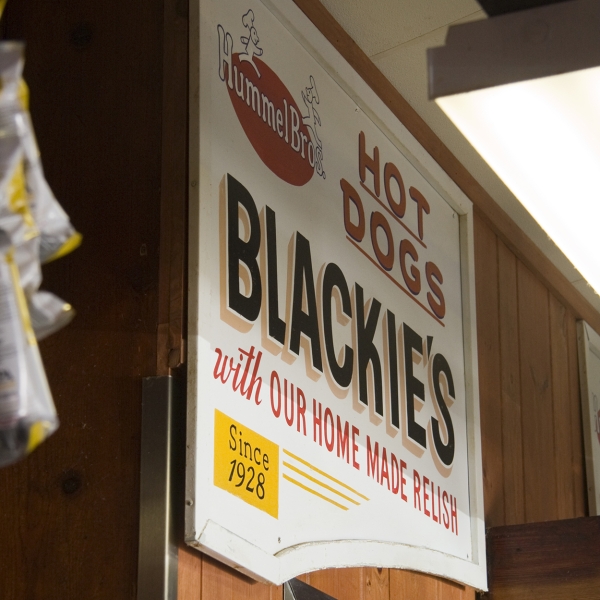 Hummel Bros.
HOT
DOGS
BLACKIE'S
with OUR HOME MADE RELISH
Since
1928